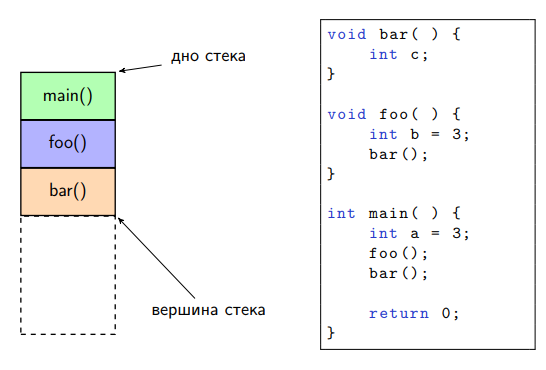 дно стека
main()
foo()
bar()
вершина стека
void bar( ) {
    int c;
}

void foo( ) {
    int b = 3;
    bar();
}

int main( ) {
    int a = 3;
    foo();
    bar();

    return 0;
}